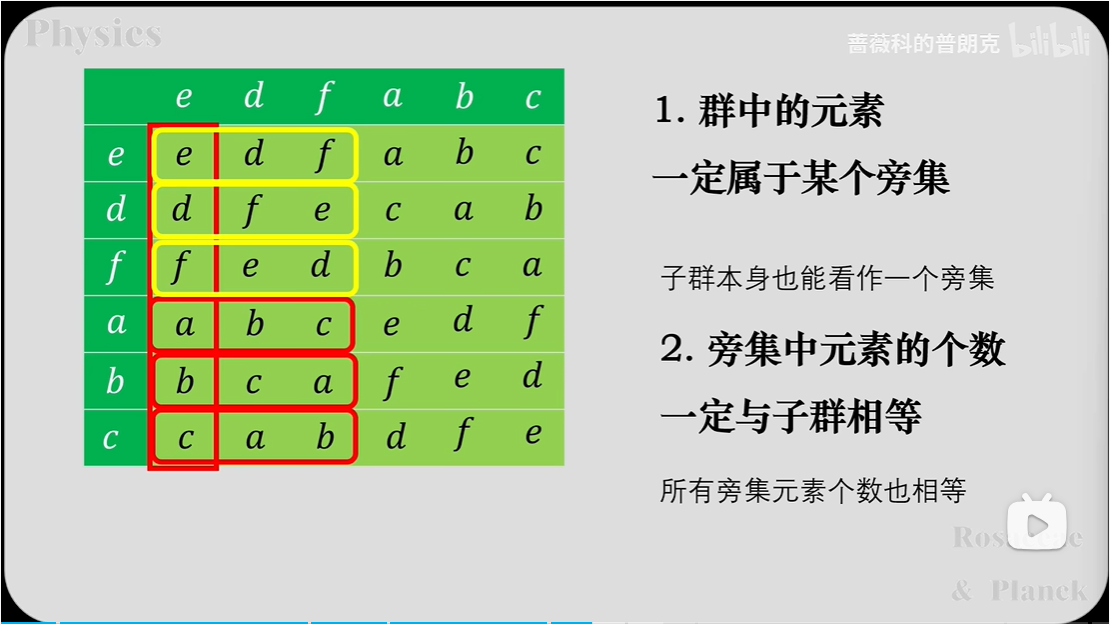 Physics
蔷薇科的普朗克 bilibili
e d f a b c
e e d f a b c
d d f e c a b
f f e d b c a
a a b c e d f
b b c a f e d
c c a b d f e
1. 群中的元素
一定属于某个旁集
子群本身也能看作一个旁集
2. 旁集中元素的个数
一定与子群相等
所有旁集元素个数也相等
& Planck